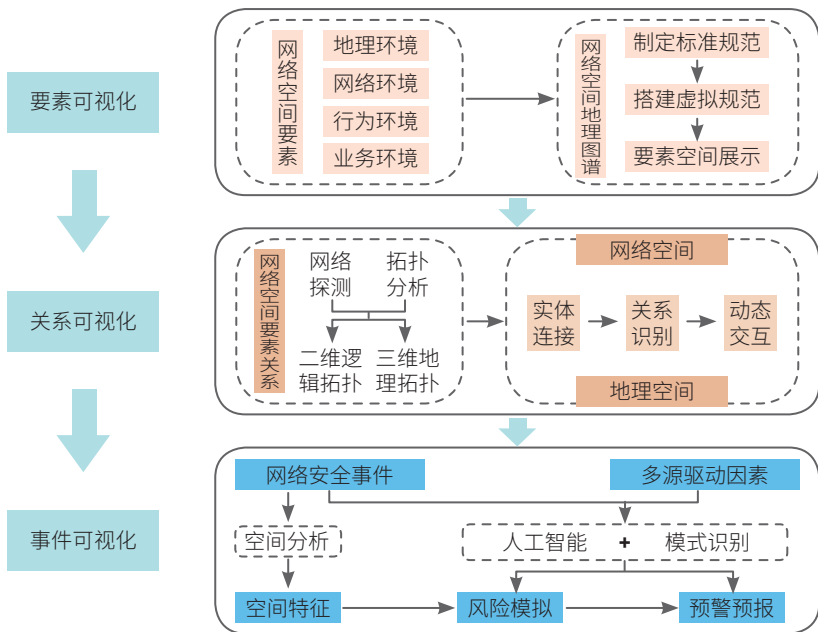 要素可视化
网络空间要素
地理环境
网络环境
行为环境
业务环境
网络空间地理图谱
制定标准规范
搭建虚拟规范
要素空间展示
关系可视化
网络空间要素关系
网络
探测
拓扑
分析
二维逻
辑拓扑
三维地
理拓扑
网络空间
实体
连接
关系
识别
动态
交互
地理空间
事件可视化
网络安全事件
多源驱动因素
空间分析
人工智能 + 模式识别
空间特征
风险模拟
预警预报